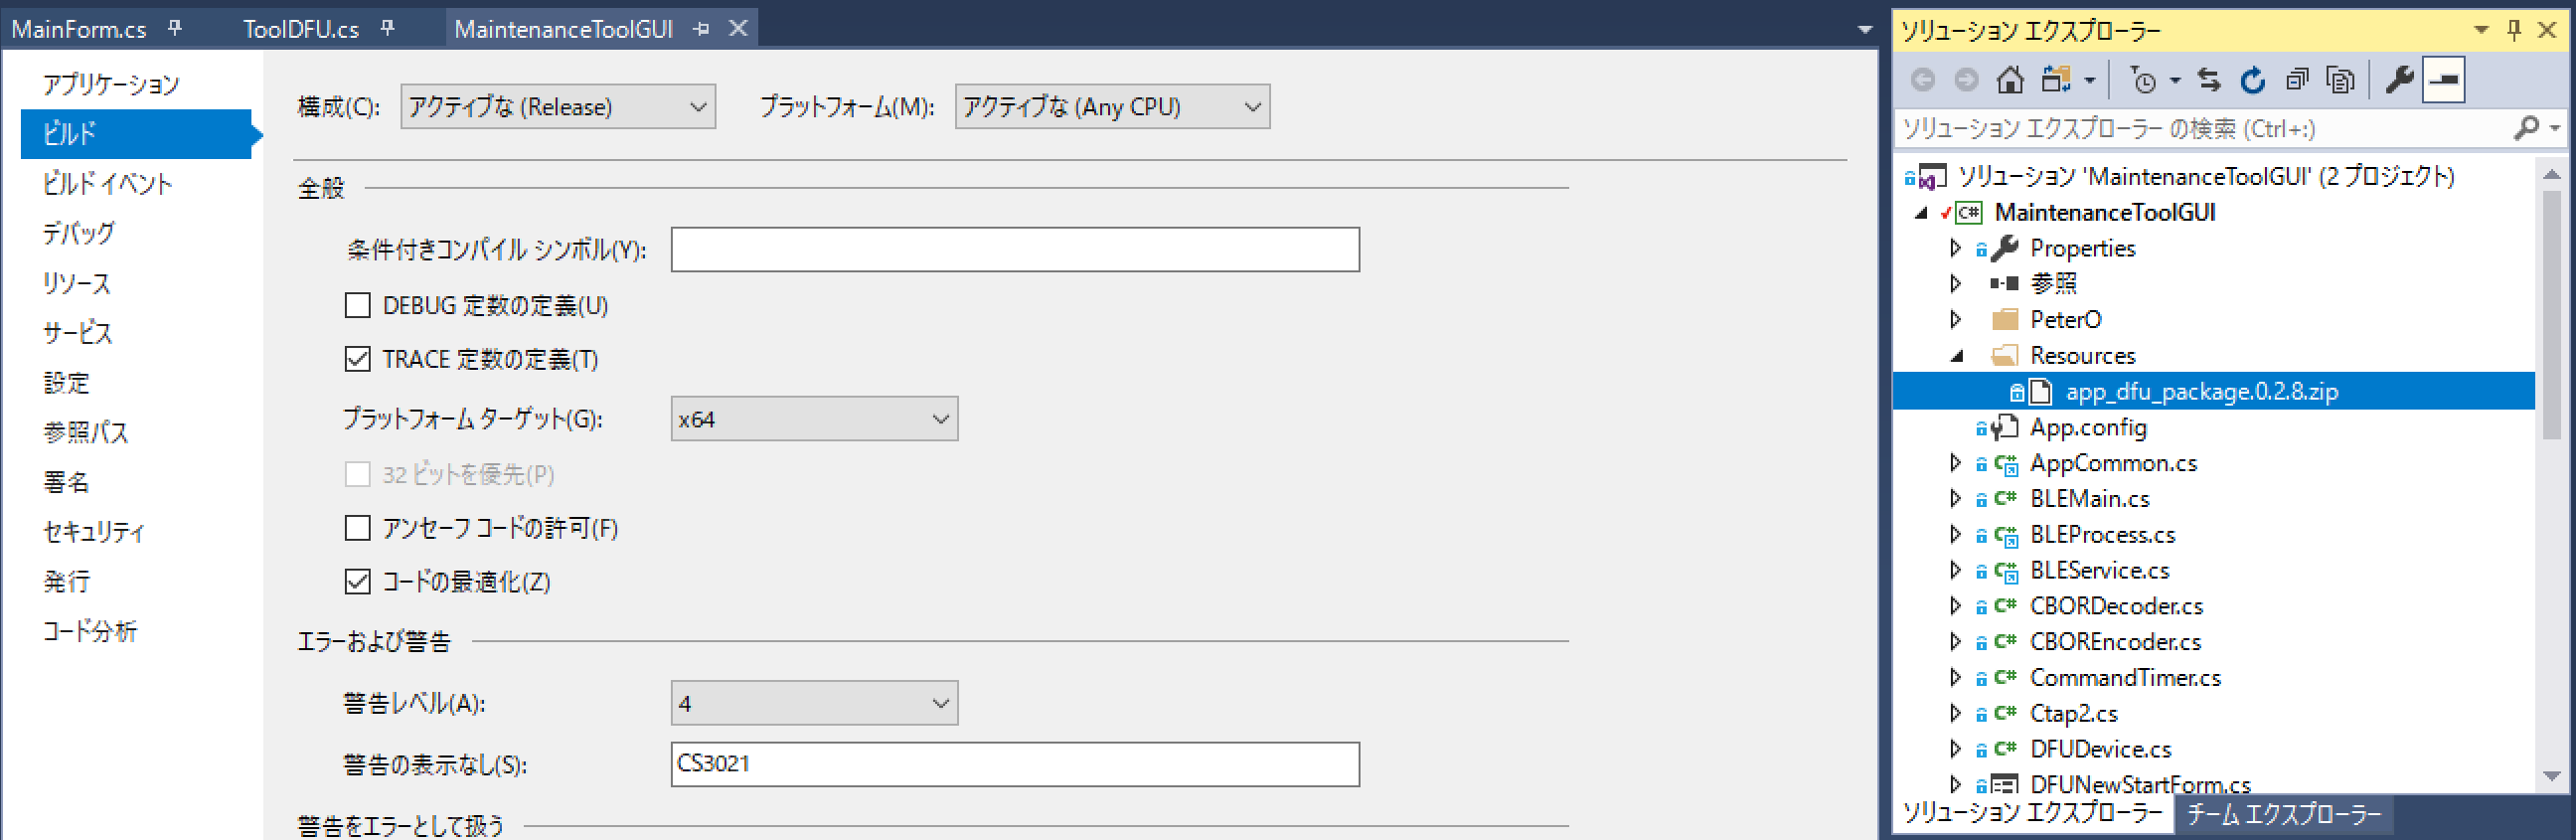 MainForm.cs
ToolDFU.cs
MaintenanceToolGUI
アプリケーション
ビルド
ビルド イベント
デバッグ
リソース
サービス
設定
参照パス
署名
セキュリティ
発行
コード分析
構成(C):
アクティブな (Release)
プラットフォーム(M):
アクティブな (Any CPU)
全般
条件付きコンパイル シンボル(Y):
DEBUG 定数の定義(U)
TRACE 定数の定義(T)
プラットフォーム ターゲット(G):
x64
32 ビットを優先(P)
アンセーフ コードの許可(F)
コードの最適化(Z)
エラーおよび警告
警告レベル(A):
4
警告の表示なし(S):
CS3021
警告をエラーとして扱う
ソリューション エクスプローラー
ソリューション エクスプローラー の検索 (Ctrl+:)
ソリューション 'MaintenanceToolGUI' (2 プロジェクト)
C# MaintenanceToolGUI
Properties
参照
PeterO
Resources
app_dfu_package.0.2.8.zip
App.config
C# AppCommon.cs
C# BLEMain.cs
C# BLEProcess.cs
C# BLEService.cs
C# CBORDecoder.cs
C# CBOREncoder.cs
C# CommandTimer.cs
C# Ctap2.cs
C# DFUDevice.cs
DFUNewStartForm.cs
ソリューション エクスプローラー
チーム エクスプローラー